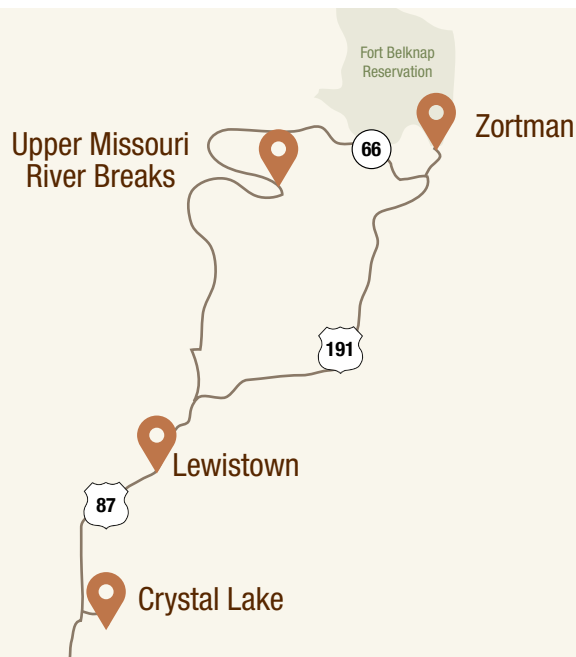 Fort Belknap
Reservation
Zortman
Upper Missouri
River Breaks
66
191
Lewistown
87
Crystal Lake